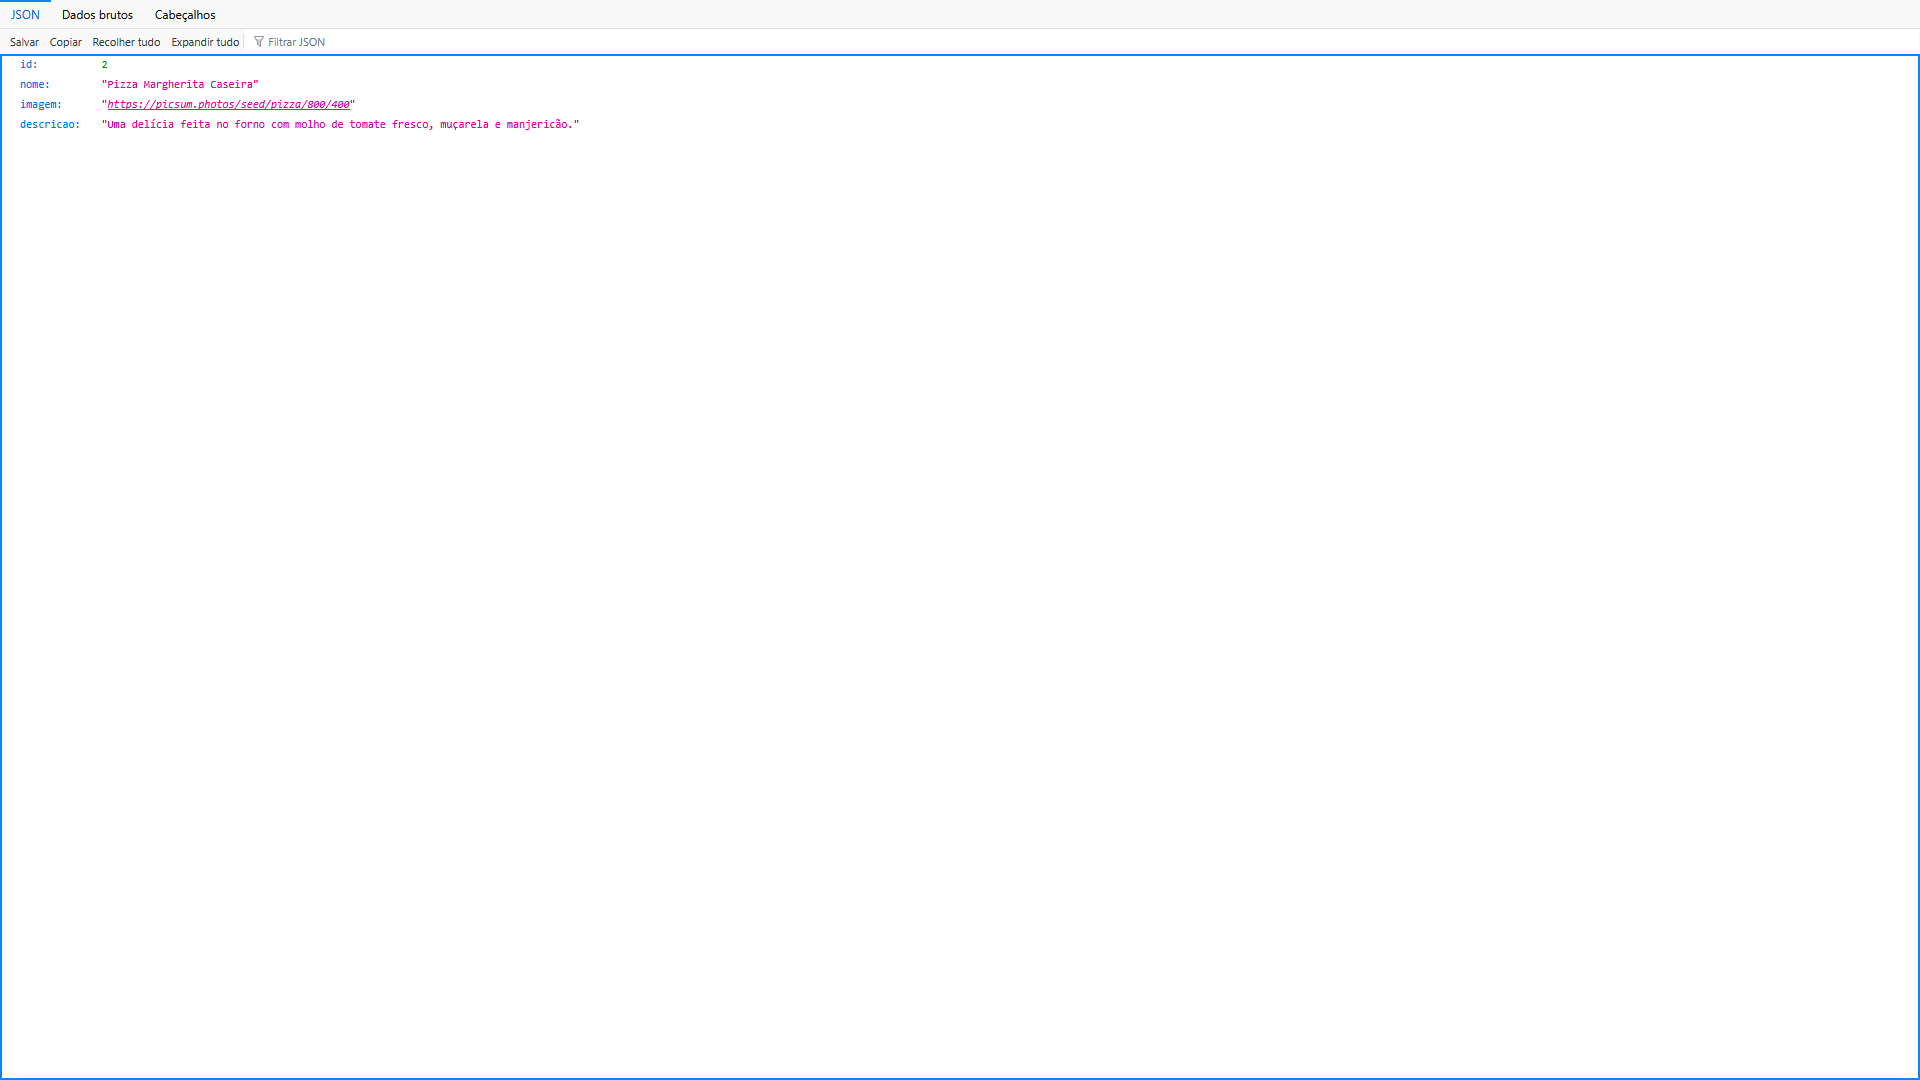 JSON Dados brutos Cabeçalhos
Salvar Copiar Recolher tudo Expandir tudo Filtrar JSON
id: 2
nome: "Pizza Margherita Caseira"
imagem: "https://picsum.photos/seed/pizza/800/400"
descricao: "Uma delícia feita no forno com molho de tomate fresco, muçarela e manjericão."